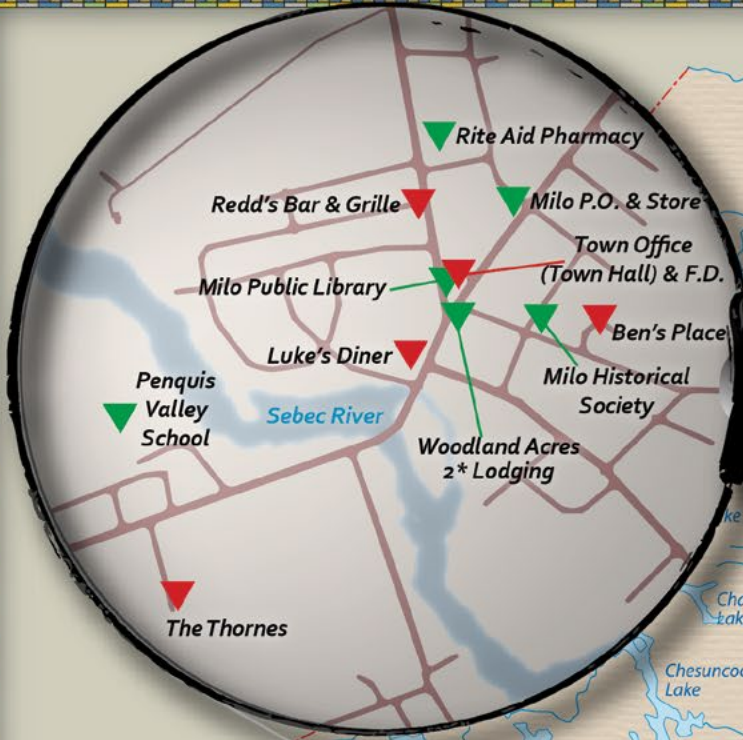 Rite Aid Pharmacy
Redd's Bar & Grille
Milo P.O. & Store
Town Office
(Town Hall) & F.D.
Milo Public Library
Ben's Place
Luke's Diner
Milo Historical
Society
Penquis
Valley
School
Sebec River
Woodland Acres
2* Lodging
The Thornes
Chesuncoo
Lake